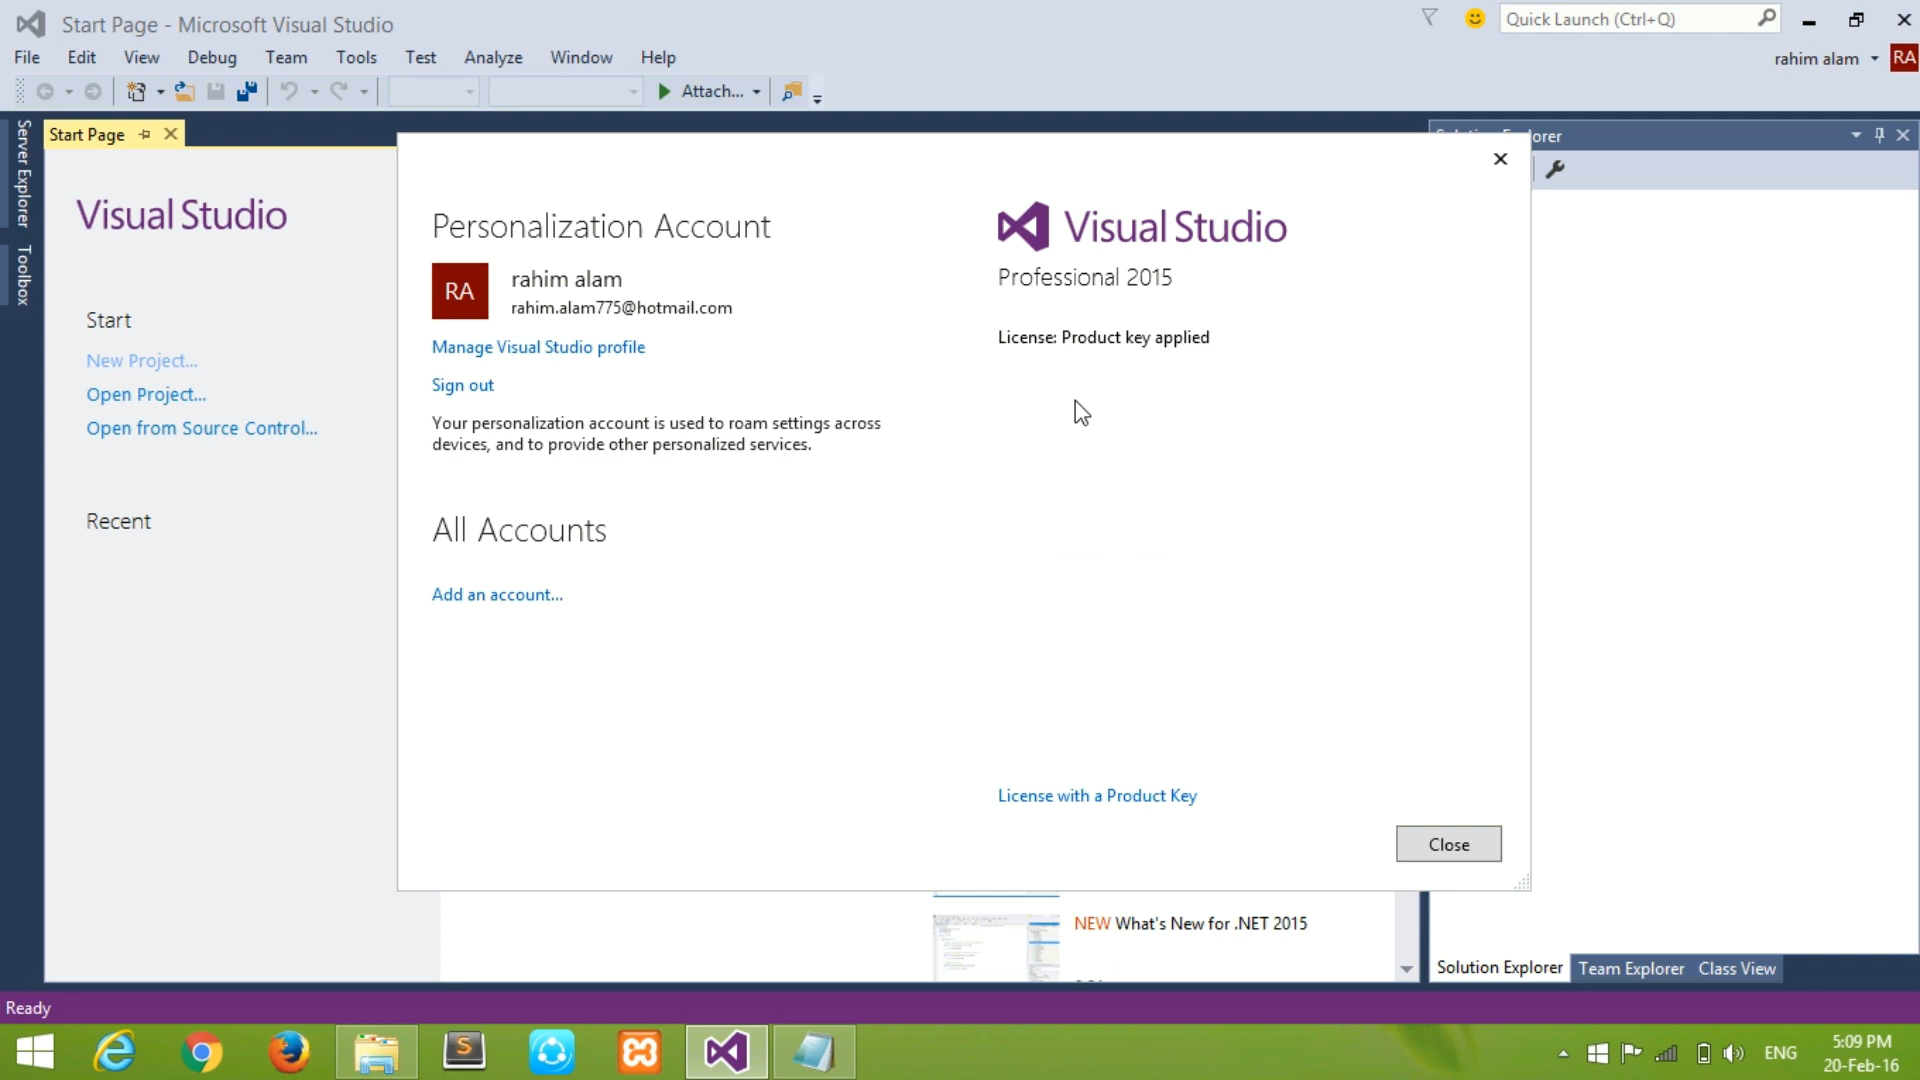 Start Page - Microsoft Visual Studio
Quick Launch (Ctrl+Q)
File Edit View Debug Team Tools Test Analyze Window Help
rahim alam RA
Attach...
Server Explorer
Toolbox
Start Page
Visual Studio
Start
New Project...
Open Project...
Open from Source Control...
Recent
Personalization Account
RA
rahim alam
rahim.alam775@hotmail.com
Manage Visual Studio profile
Sign out
Your personalization account is used to roam settings across
devices, and to provide other personalized services.
All Accounts
Add an account...
Visual Studio
Professional 2015
License: Product key applied
License with a Product Key
Close
NEW What's New for .NET 2015
Solution Explorer Team Explorer Class View
Ready
ENG
5:09 PM
20-Feb-16